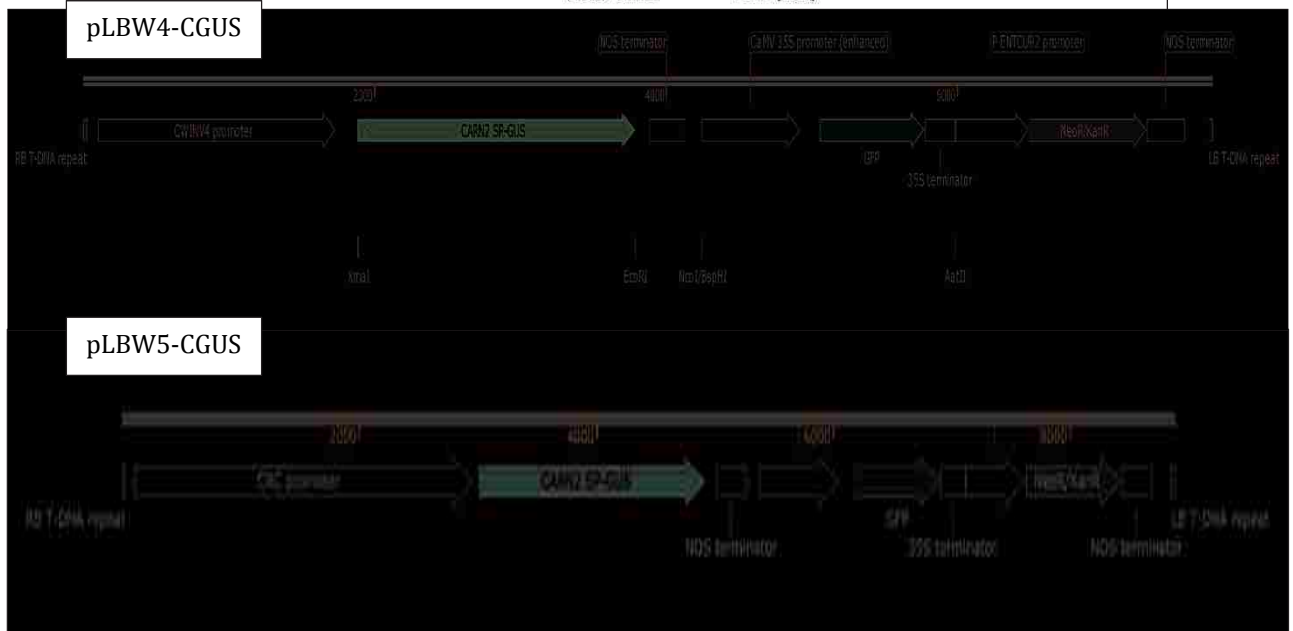 pLBW4-CGUS
NOS terminator
CaMV 35S promoter (enhanced)
NOS terminator
2000
4000
6000
CWINV4 promoter
CARN2 SP-GUS
NeoR/KanR
RB T-DNA repeat
GFP
LB T-DNA repeat
35S terminator
XmaI
EcoRI
NcoI/BspHI
AatII
pLBW5-CGUS
2000
4000
6000
8000
CRC promoter
CARN2 SP-GUS
NeoR/KanR
RB T-DNA repeat
GFP
LB T-DNA repeat
NOS terminator
35S terminator
NOS terminator